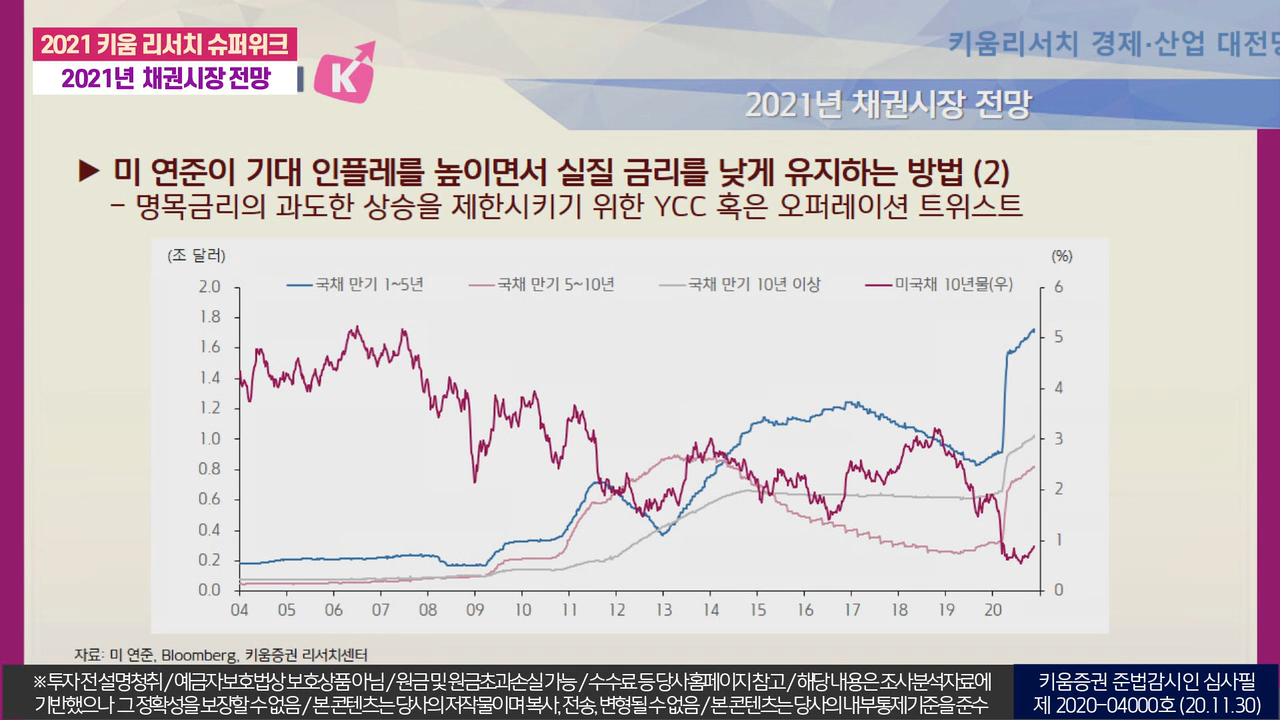 2021 키움 리서치 슈퍼위크
2021년 채권시장 전망
K
키움리서치 경제·산업 대전망
2021년 채권시장 전망
▶ 미 연준이 기대 인플레를 높이면서 실질 금리를 낮게 유지하는 방법 (2)
– 명목금리의 과도한 상승을 제한시키기 위한 YCC 혹은 오퍼레이션 트위스트
(조 달러)
(%)
국채 만기 1~5년
국채 만기 5~10년
국채 만기 10년 이상
미국채 10년물(우)
2.0
1.8
1.6
1.4
1.2
1.0
0.8
0.6
0.4
0.2
0.0
6
5
4
3
2
1
0
04 05 06 07 08 09 10 11 12 13 14 15 16 17 18 19 20
자료: 미 연준, Bloomberg, 키움증권 리서치센터
※ 투자 전 설명청취 / 예금자보호법상 보호상품 아님 / 원금 및 원금초과손실 가능 / 수수료 등 당사홈페이지 참고 / 해당 내용은 조사분석자료에
기반했으나 그 정확성을 보장할 수 없음 / 본 콘텐츠는 당사의 저작물이며 복사, 전송, 변형될 수 없음 / 본 콘텐츠는 당사의 내부통제기준을 준수
키움증권 준법감시인 심사필
제 2020-04000호 (20.11.30)